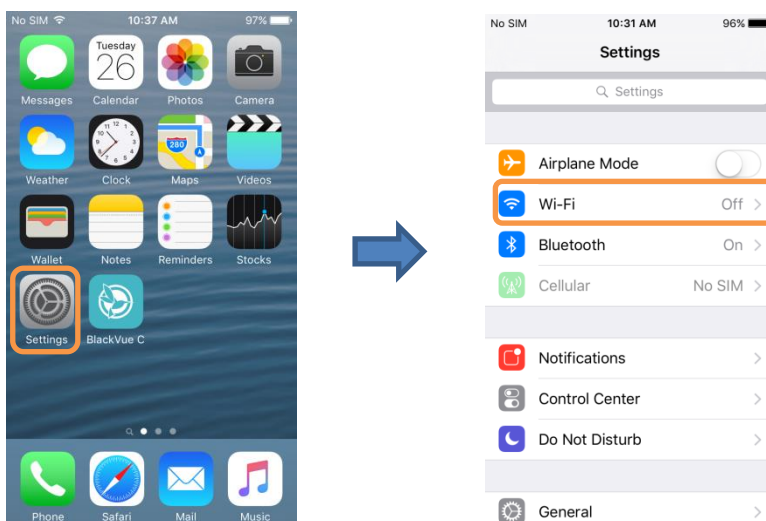 No SIM 10:37 AM 97%
Tuesday
26
280
Messages Calendar Photos Camera
Weather Clock Maps Videos
Wallet Notes Reminders Stocks
Settings BlackVue C
Phone Safari Mail Music
No SIM 10:31 AM 96%
Settings
Settings
Airplane Mode
Wi-Fi Off
Bluetooth On
Cellular No SIM
Notifications
Control Center
Do Not Disturb
General